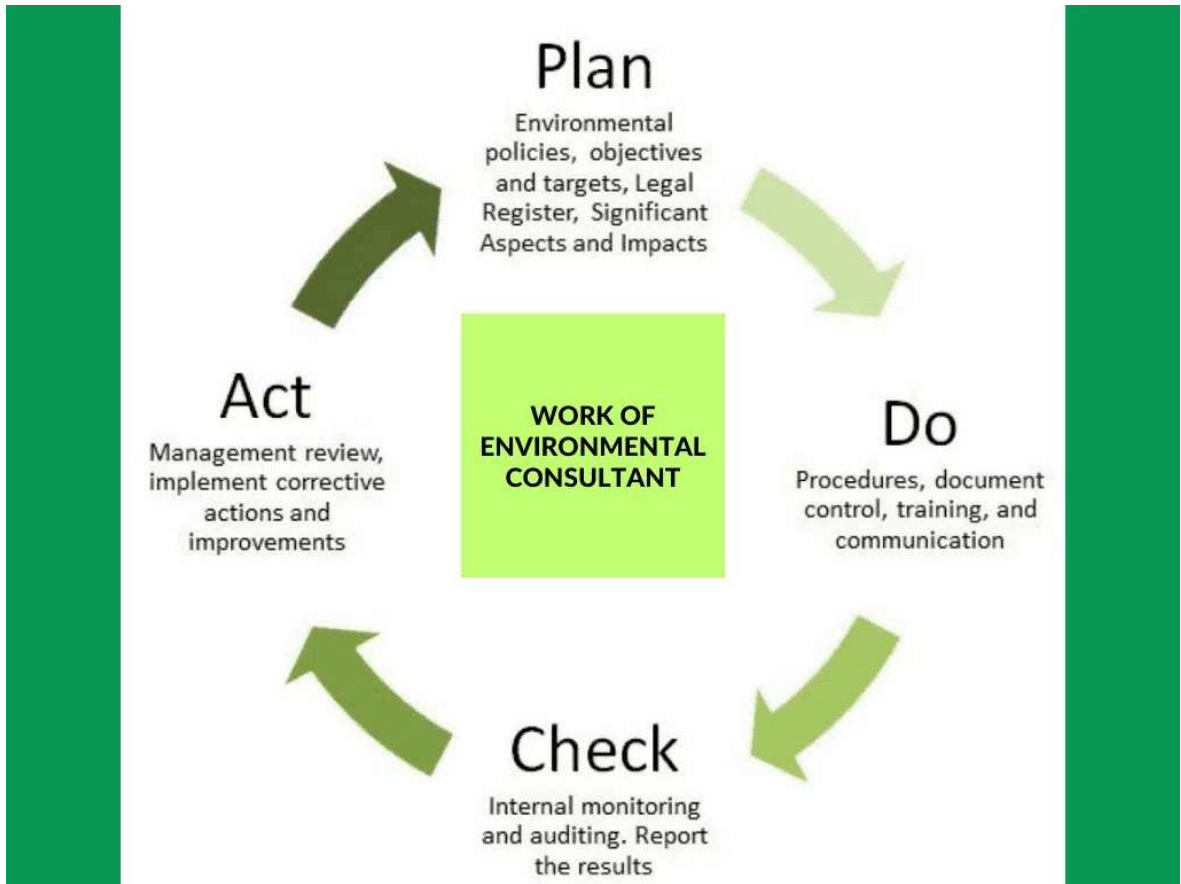 Plan
Environmental
policies, objectives
and targets, Legal
Register, Significant
Aspects and Impacts
Do
Procedures, document
control, training, and
communication
Check
Internal monitoring
and auditing. Report
the results
Act
Management review,
implement corrective
actions and
improvements
WORK OF
ENVIRONMENTAL
CONSULTANT